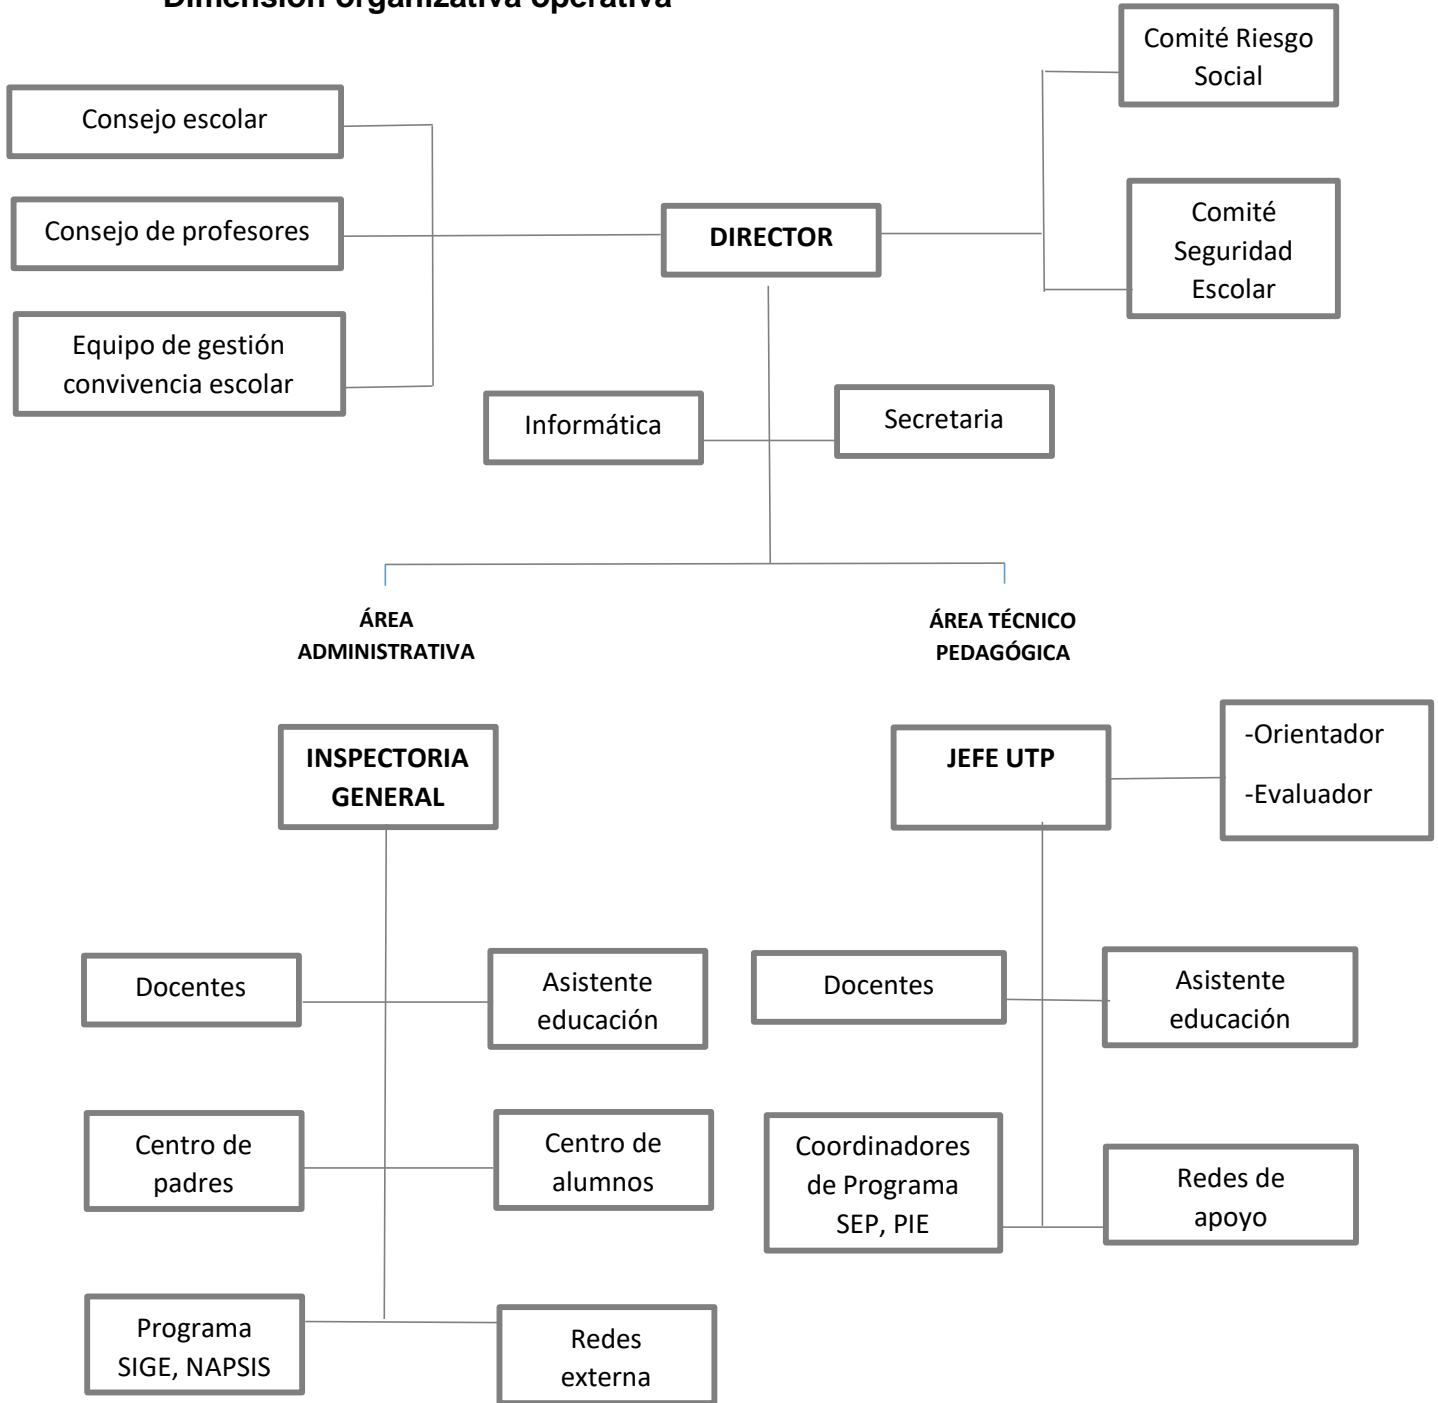 Dimensión organizativa operativa
Comité Riesgo
Social
Consejo escolar
Consejo de profesores
DIRECTOR
Comité
Seguridad
Escolar
Equipo de gestión
convivencia escolar
Informática
Secretaria
ÁREA
ADMINISTRATIVA
ÁREA TÉCNICO
PEDAGÓGICA
INSPECTORIA
GENERAL
JEFE UTP
-Orientador
-Evaluador
Docentes
Asistente
educación
Docentes
Asistente
educación
Centro de
padres
Centro de
alumnos
Coordinadores
de Programa
SEP, PIE
Redes de
apoyo
Programa
SIGE, NAPSIS
Redes
externa